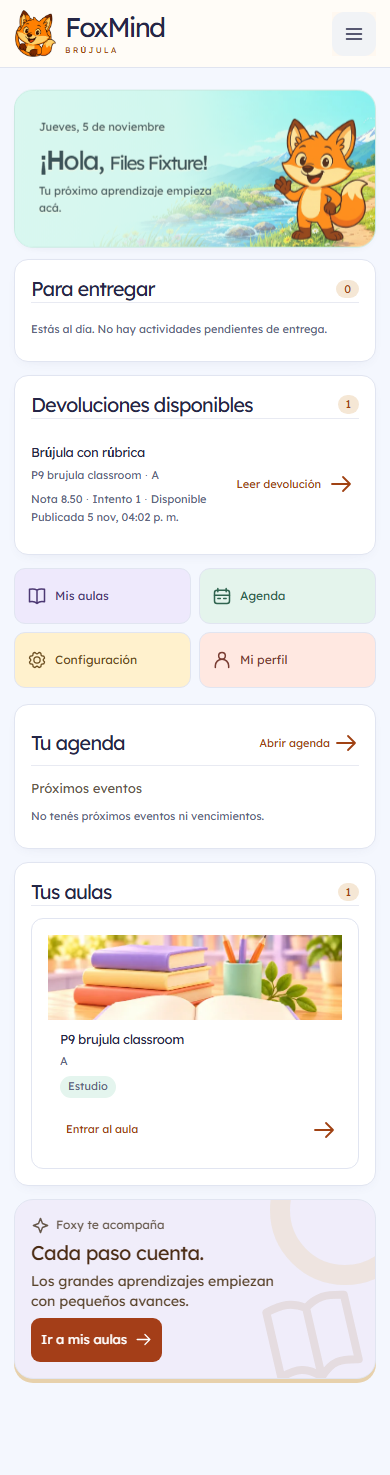 FoxMind
BRÚJULA
Jueves, 5 de noviembre
¡Hola, Files Fixture!
Tu próximo aprendizaje empieza
acá.
Para entregar
0
Estás al día. No hay actividades pendientes de entrega.
Devoluciones disponibles
1
Brújula con rúbrica
P9 brujula classroom · A
Nota 8.50 · Intento 1 · Disponible
Publicada 5 nov, 04:02 p. m.
Leer devolución
Mis aulas
Agenda
Configuración
Mi perfil
Tu agenda
Abrir agenda
Próximos eventos
No tenés próximos eventos ni vencimientos.
Tus aulas
1
P9 brujula classroom
A
Estudio
Entrar al aula
Foxy te acompaña
Cada paso cuenta.
Los grandes aprendizajes empiezan
con pequeños avances.
Ir a mis aulas